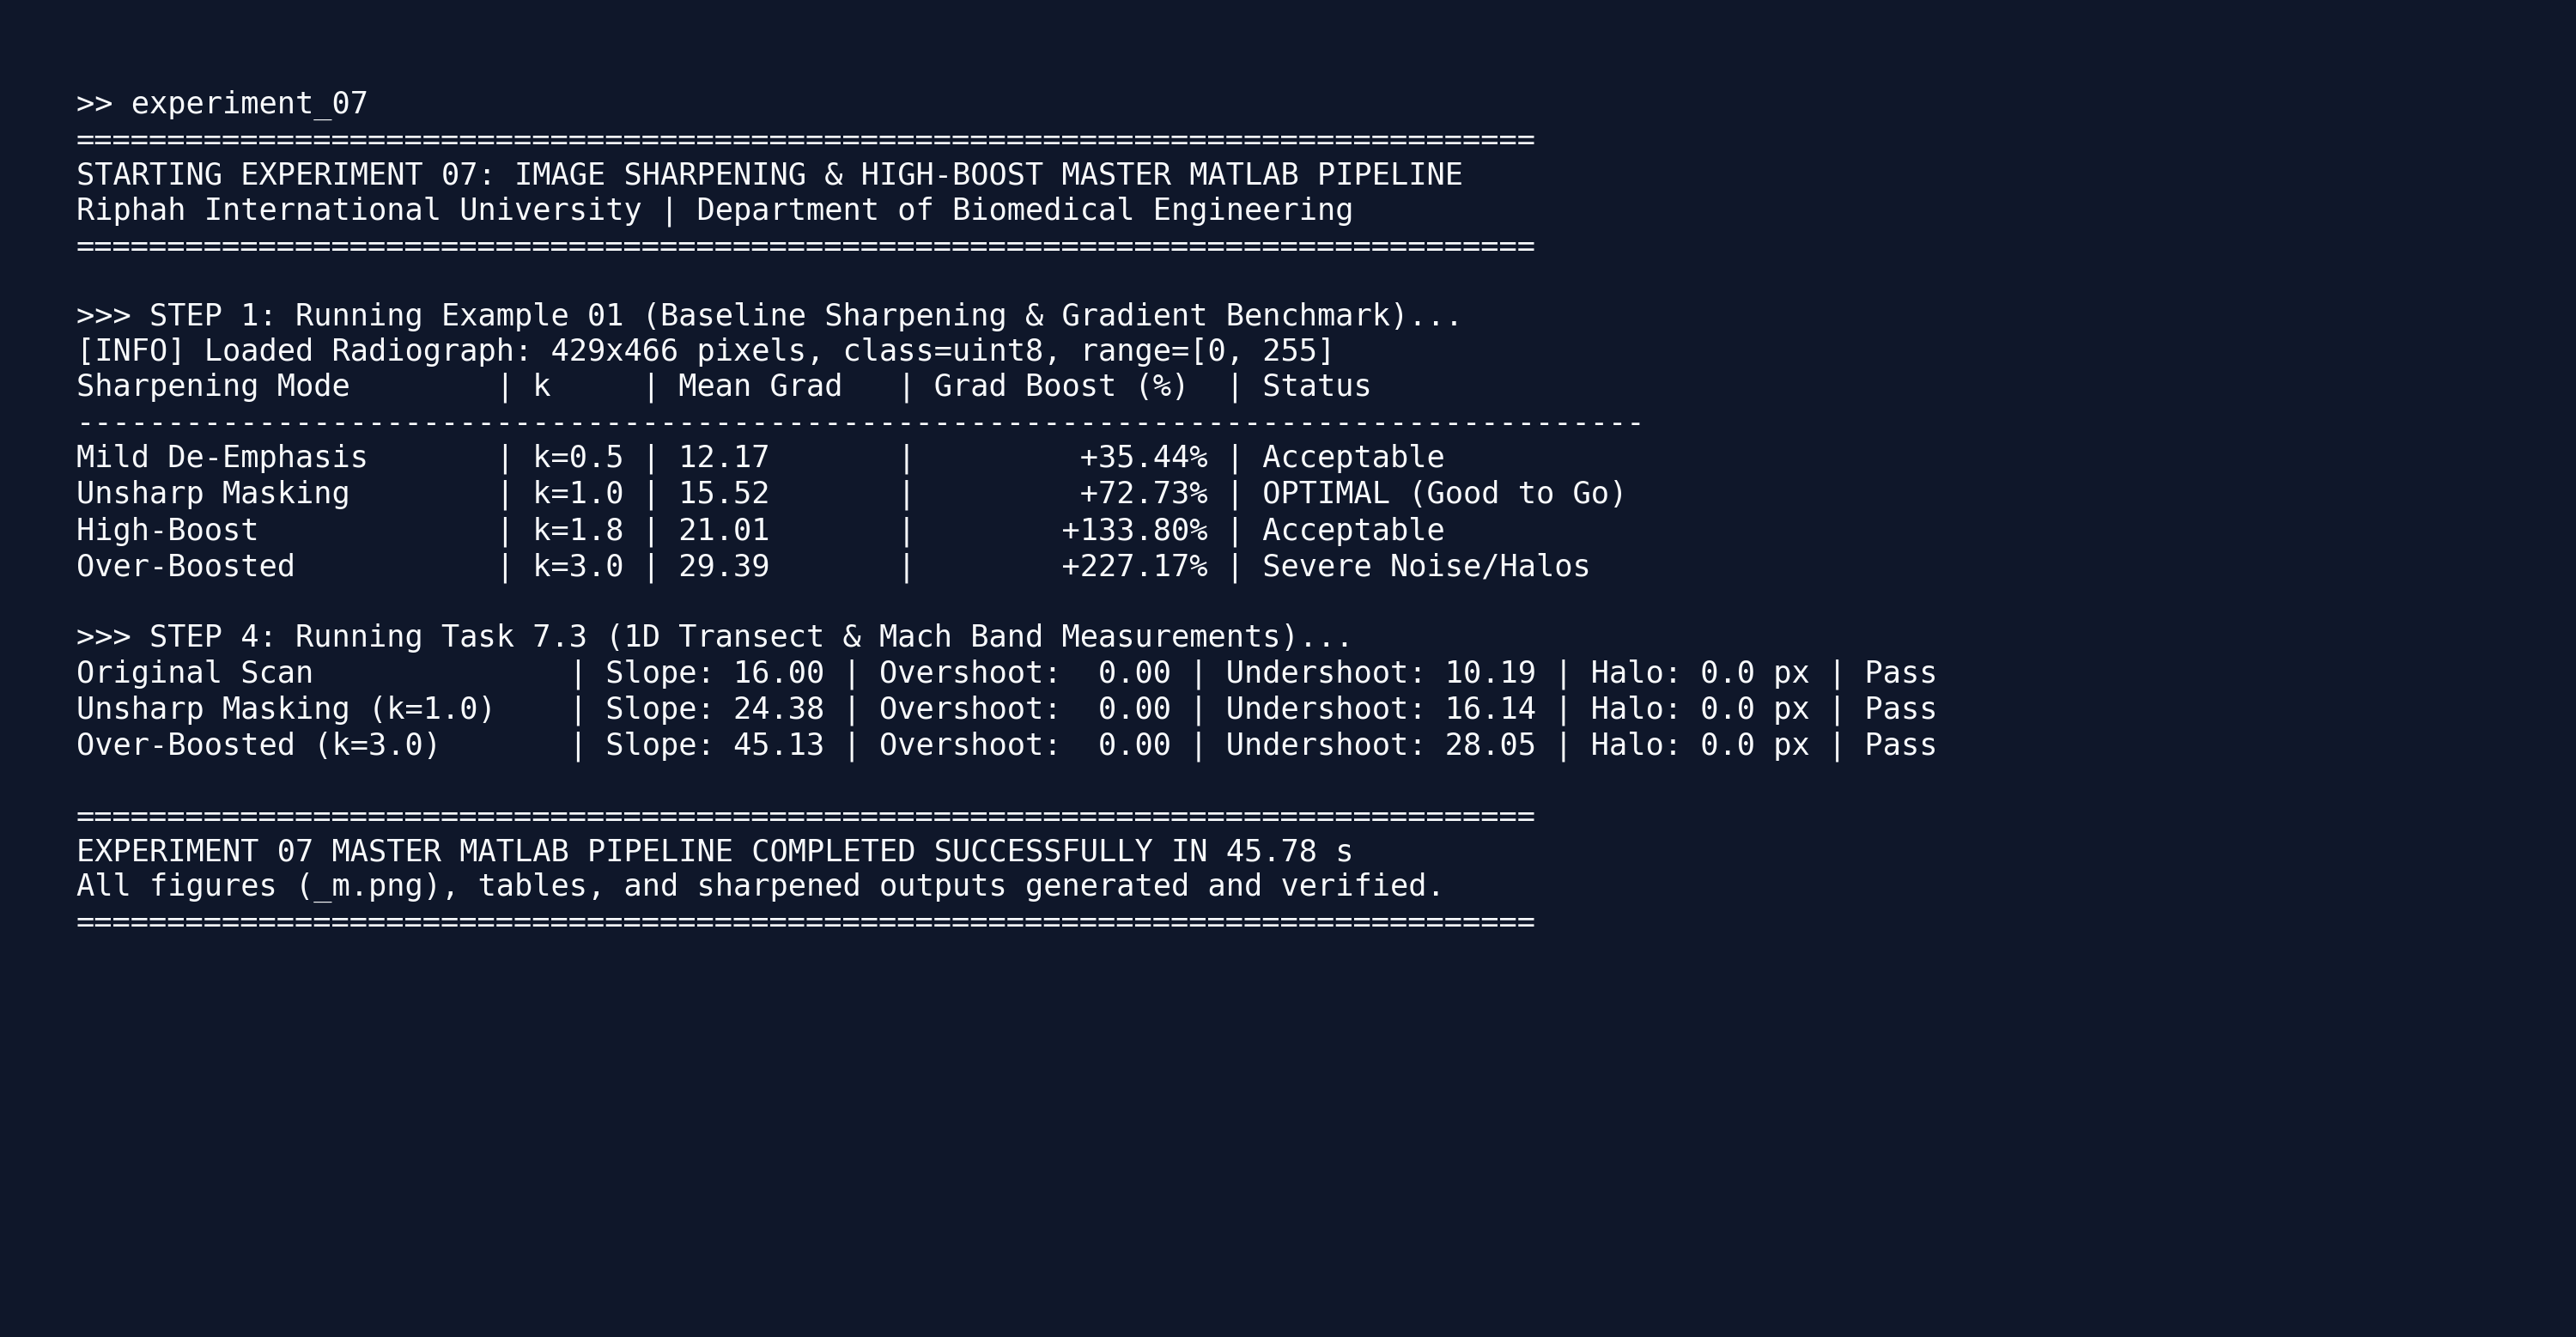 >> experiment_07
================================================================================
STARTING EXPERIMENT 07: IMAGE SHARPENING & HIGH-BOOST MASTER MATLAB PIPELINE
Riphah International University | Department of Biomedical Engineering
================================================================================
>>> STEP 1: Running Example 01 (Baseline Sharpening & Gradient Benchmark)...
[INFO] Loaded Radiograph: 429x466 pixels, class=uint8, range=[0, 255]
Sharpening Mode        | k     | Mean Grad   | Grad Boost (%)  | Status
--------------------------------------------------------------------------------------
Mild De-Emphasis       | k=0.5 | 12.17       |         +35.44% | Acceptable
Unsharp Masking        | k=1.0 | 15.52       |         +72.73% | OPTIMAL (Good to Go)
High-Boost             | k=1.8 | 21.01       |        +133.80% | Acceptable
Over-Boosted           | k=3.0 | 29.39       |        +227.17% | Severe Noise/Halos
>>> STEP 4: Running Task 7.3 (1D Transect & Mach Band Measurements)...
Original Scan              | Slope: 16.00 | Overshoot:  0.00 | Undershoot: 10.19 | Halo: 0.0 px | Pass
Unsharp Masking (k=1.0)    | Slope: 24.38 | Overshoot:  0.00 | Undershoot: 16.14 | Halo: 0.0 px | Pass
Over-Boosted (k=3.0)       | Slope: 45.13 | Overshoot:  0.00 | Undershoot: 28.05 | Halo: 0.0 px | Pass
================================================================================
EXPERIMENT 07 MASTER MATLAB PIPELINE COMPLETED SUCCESSFULLY IN 45.78 s
All figures (_m.png), tables, and sharpened outputs generated and verified.
================================================================================